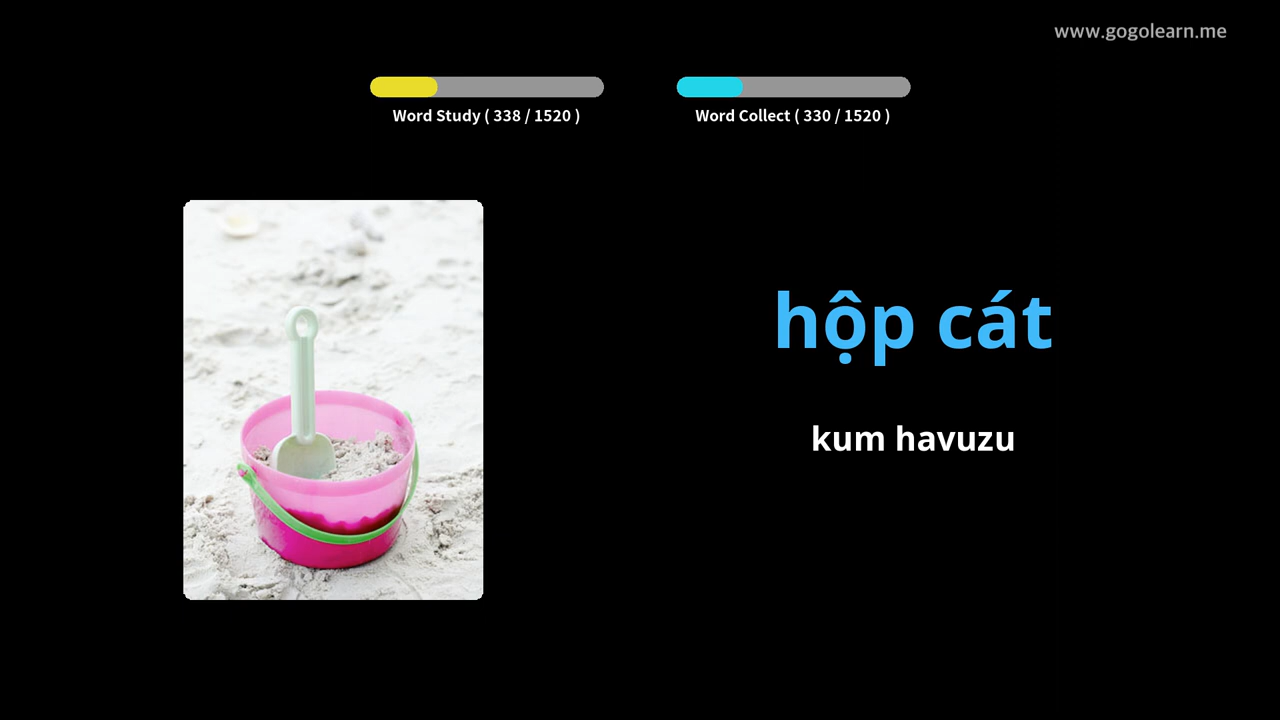 www.gogolearn.me
Word Study ( 338 / 1520 )
Word Collect ( 330 / 1520 )
hộp cát
kum havuzu